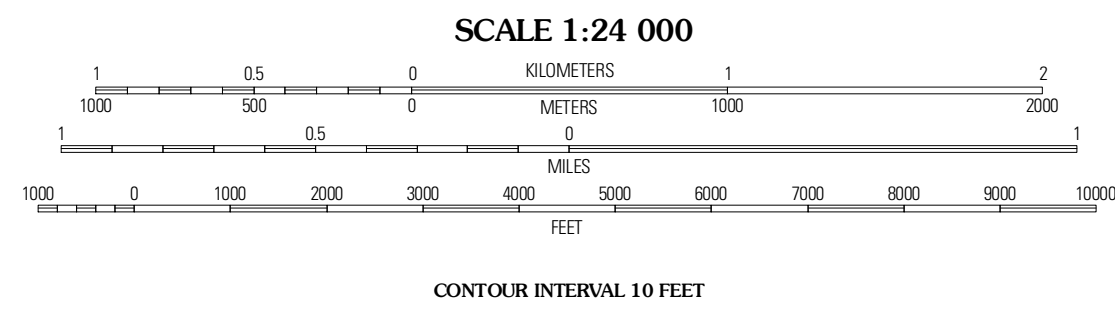 SCALE 1:24 000
1 0.5 0 KILOMETERS 1 2
1000 500 0 METERS 1000 2000
1 0.5 0 1
MILES
1000 0 1000 2000 3000 4000 5000 6000 7000 8000 9000 10000
FEET
CONTOUR INTERVAL 10 FEET